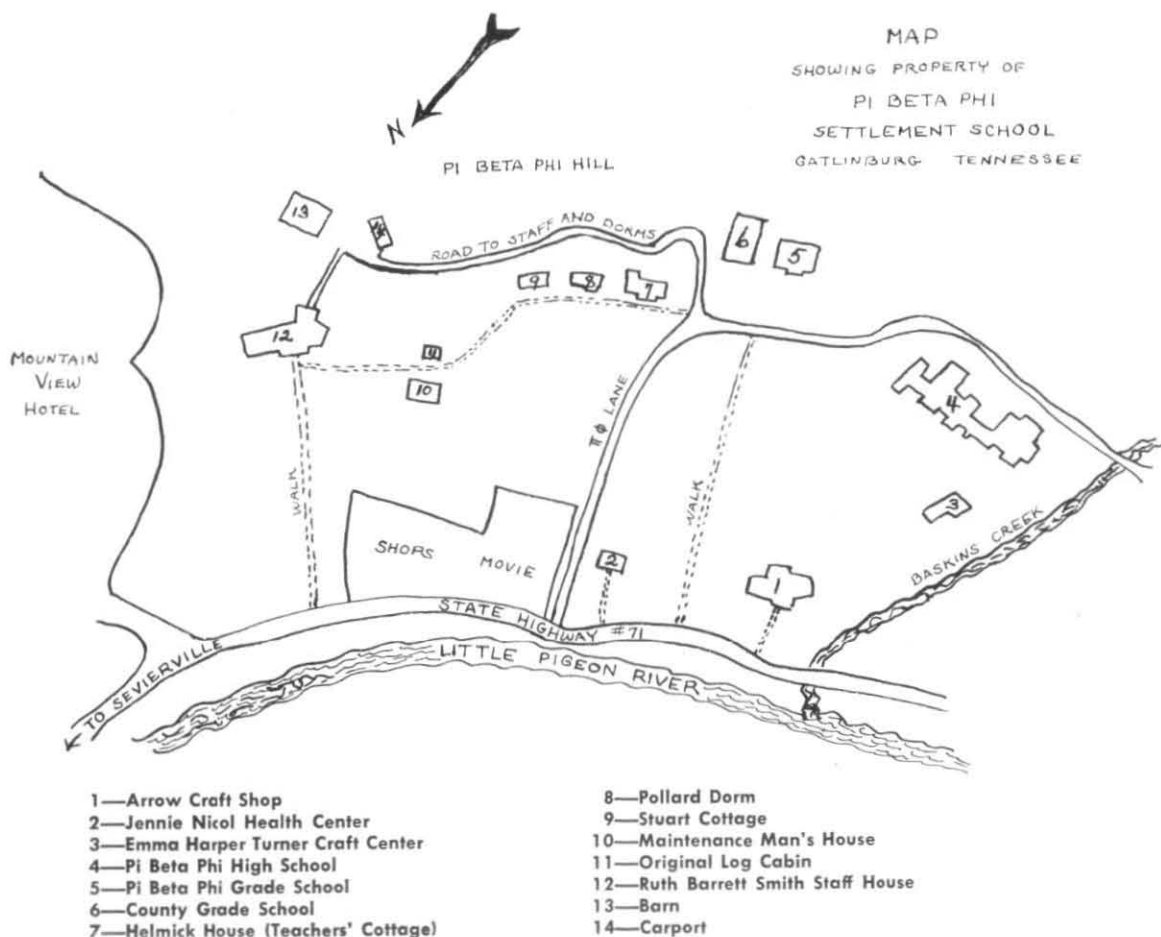 MAP
SHOWING PROPERTY OF
PI BETA PHI
SETTLEMENT SCHOOL
GATLINBURG TENNESSEE
N
PI BETA PHI HILL
13
14
ROAD TO STAFF AND DORMS
6
5
9
8
7
12
11
10
4
MOUNTAIN
VIEW
HOTEL
πφ LANE
WALK
WALK
3
SHOPS MOVIE
2
1
BASKINS CREEK
STATE HIGHWAY #71
LITTLE PIGEON RIVER
TO SEVIERVILLE
1—Arrow Craft Shop
2—Jennie Nicol Health Center
3—Emma Harper Turner Craft Center
4—Pi Beta Phi High School
5—Pi Beta Phi Grade School
6—County Grade School
7—Helmick House (Teachers' Cottage)
8—Pollard Dorm
9—Stuart Cottage
10—Maintenance Man's House
11—Original Log Cabin
12—Ruth Barrett Smith Staff House
13—Barn
14—Carport